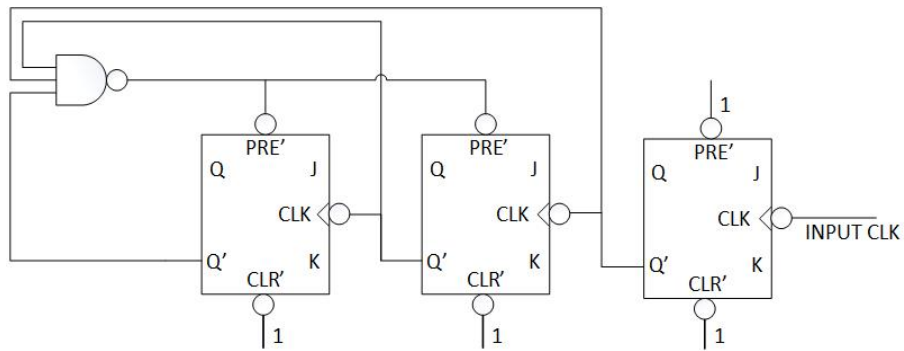 1
PRE'
Q J
CLK
Q' K
CLR'
1
PRE'
Q J
CLK
Q' K
CLR'
1
PRE'
Q J
CLK
INPUT CLK
Q' K
CLR'
1